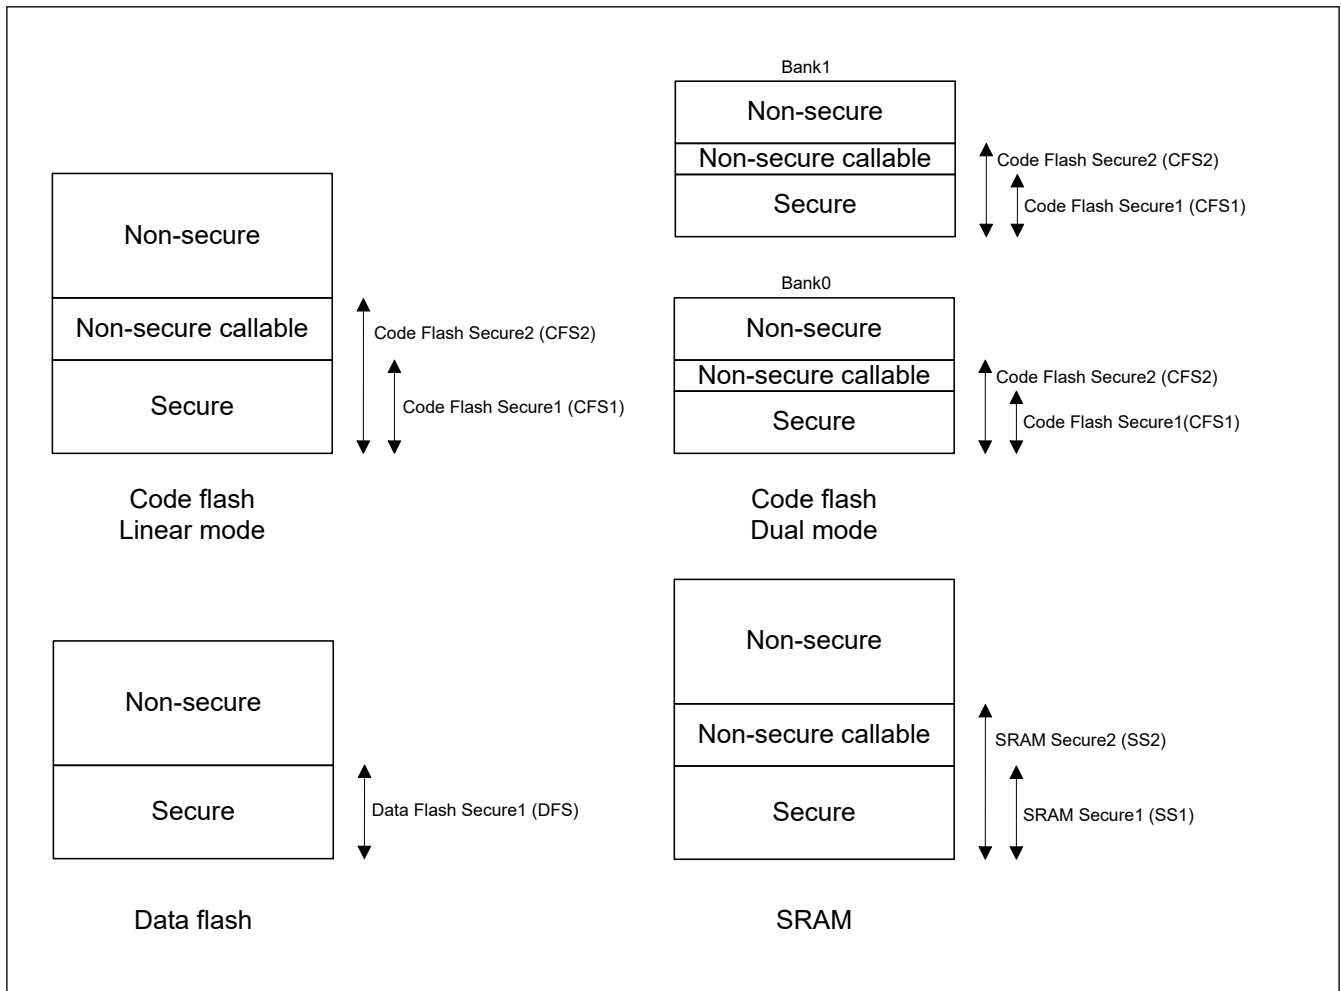 Non-secure
Non-secure callable
Secure
Code Flash Secure2 (CFS2)
Code Flash Secure1 (CFS1)
Code flash
Linear mode
Bank1
Non-secure
Non-secure callable
Secure
Code Flash Secure2 (CFS2)
Code Flash Secure1 (CFS1)
Bank0
Non-secure
Non-secure callable
Secure
Code Flash Secure2 (CFS2)
Code Flash Secure1(CFS1)
Code flash
Dual mode
Non-secure
Secure
Data Flash Secure1 (DFS)
Data flash
Non-secure
Non-secure callable
Secure
SRAM Secure2 (SS2)
SRAM Secure1 (SS1)
SRAM